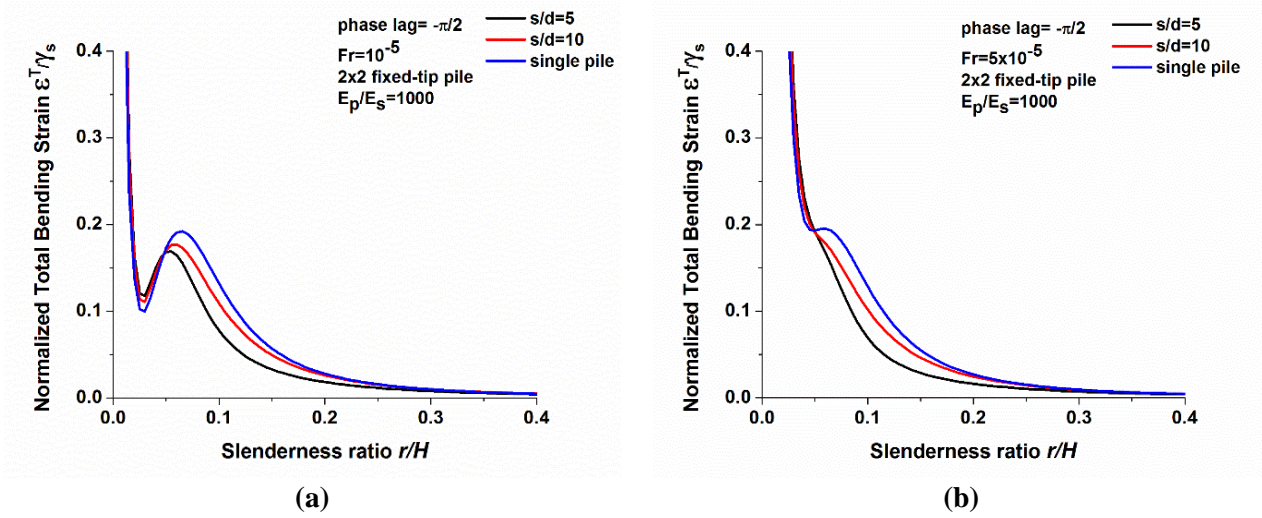 phase lag= -π/2
Fr=10⁻⁵
2x2 fixed-tip pile
Eₚ/Eₛ=1000
s/d=5
s/d=10
single pile
Normalized Total Bending Strain εᵀ/γₛ
0.4
0.3
0.2
0.1
0.0
0.0 0.1 0.2 0.3 0.4
Slenderness ratio r/H
(a)
phase lag= -π/2
Fr=5x10⁻⁵
2x2 fixed-tip pile
Eₚ/Eₛ=1000
s/d=5
s/d=10
single pile
Normalized Total Bending Strain εᵀ/γₛ
0.4
0.3
0.2
0.1
0.0
0.0 0.1 0.2 0.3 0.4
Slenderness ratio r/H
(b)